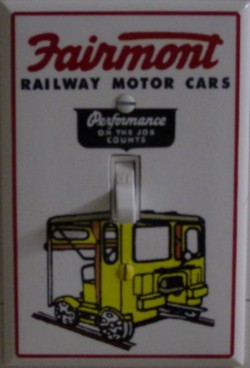 Fairmont
RAILWAY MOTOR CARS
Performance
ON THE JOB
COUNTS